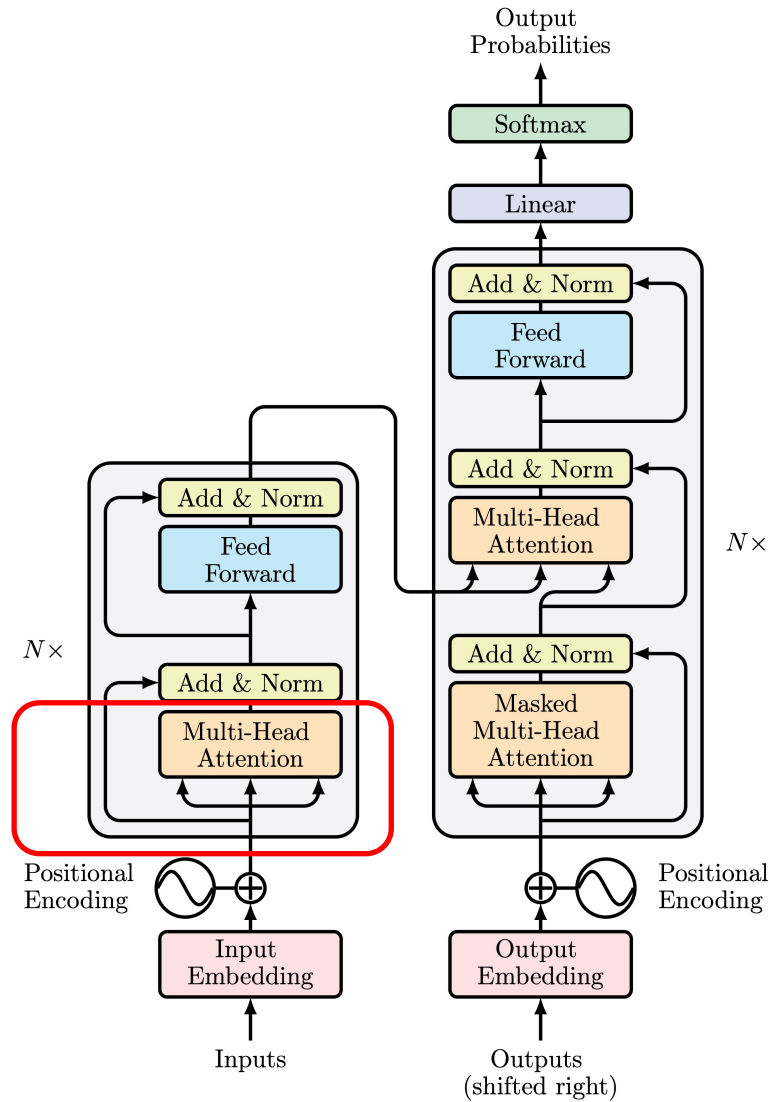 Output
Probabilities
Softmax
Linear
Add & Norm
Feed
Forward
Add & Norm
Multi-Head
Attention
N×
Add & Norm
Masked
Multi-Head
Attention
Add & Norm
Feed
Forward
N×
Add & Norm
Multi-Head
Attention
Positional
Encoding
Positional
Encoding
Input
Embedding
Output
Embedding
Inputs
Outputs
(shifted right)